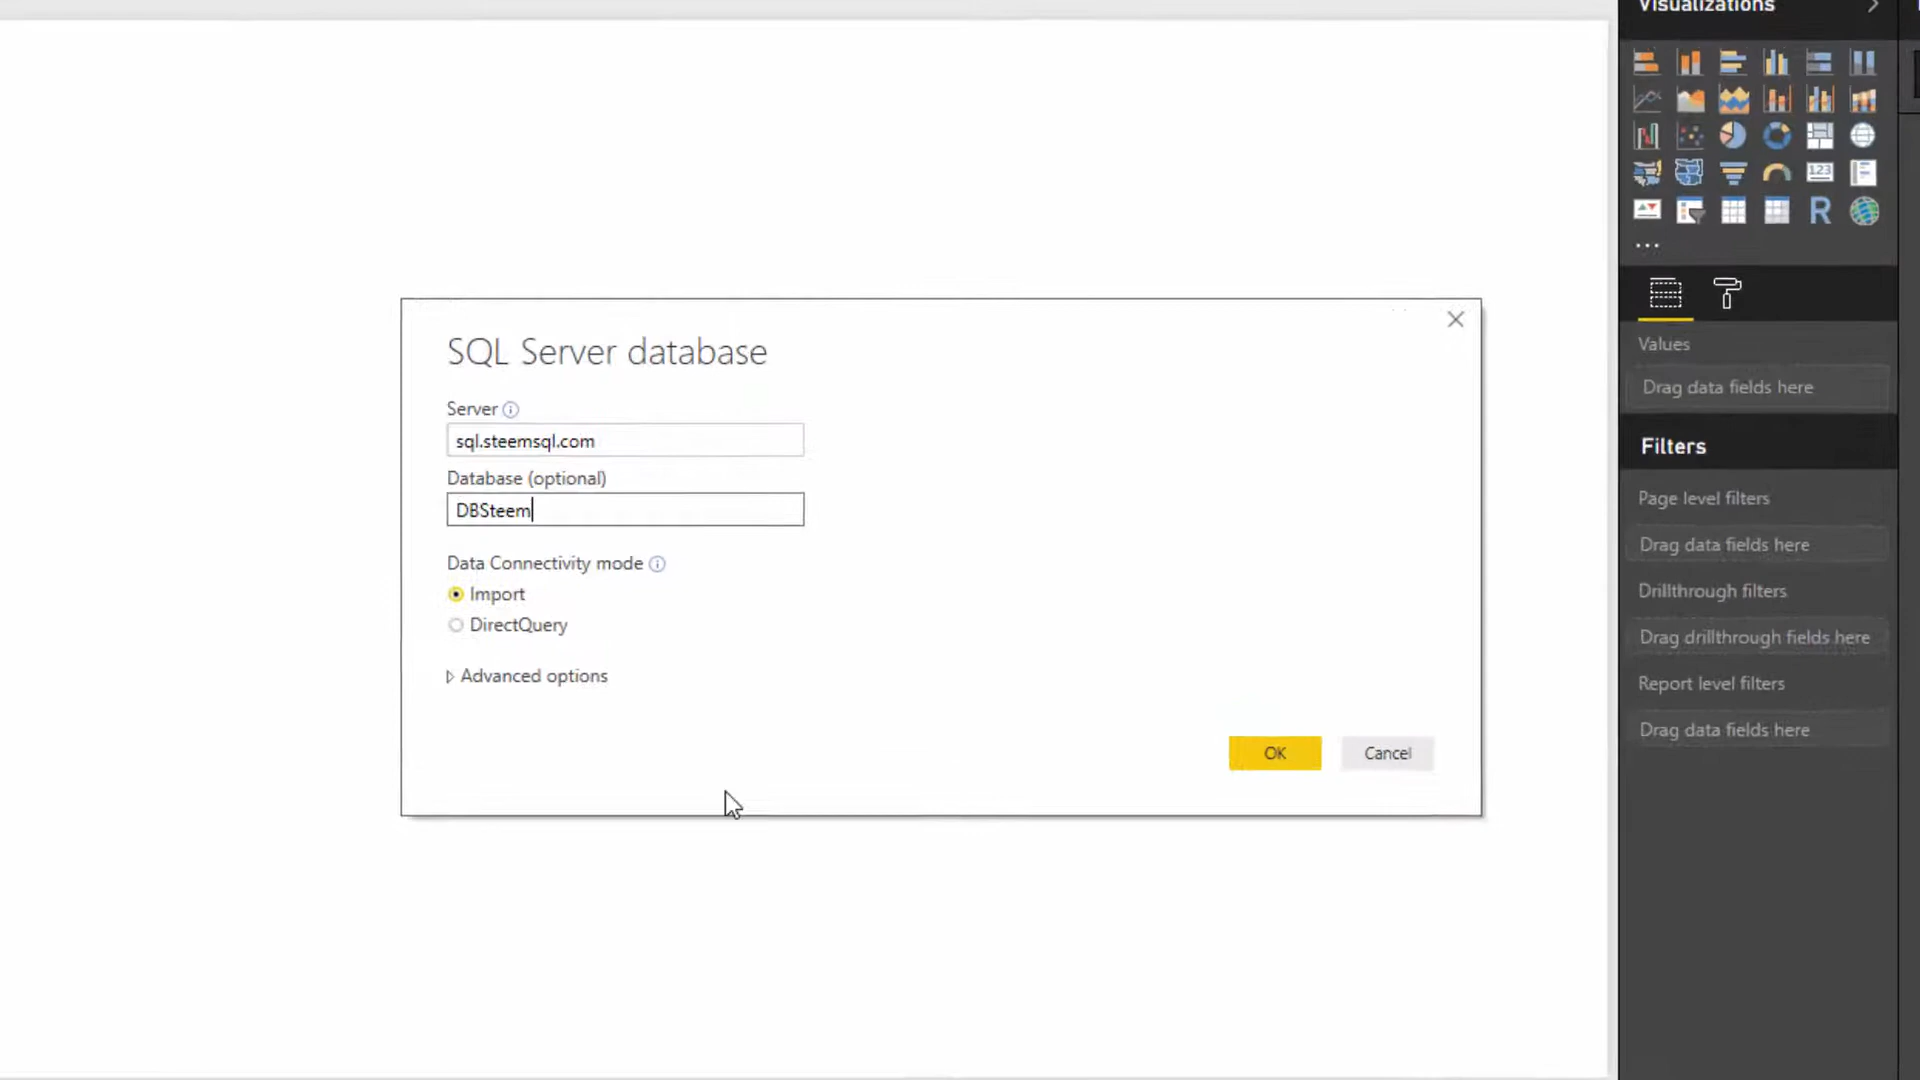 Visualizations
123
R
...
SQL Server database
Server
sql.steemsql.com
Database (optional)
DBSteem
Data Connectivity mode
Import
DirectQuery
Advanced options
OK
Cancel
Values
Drag data fields here
Filters
Page level filters
Drag data fields here
Drillthrough filters
Drag drillthrough fields here
Report level filters
Drag data fields here